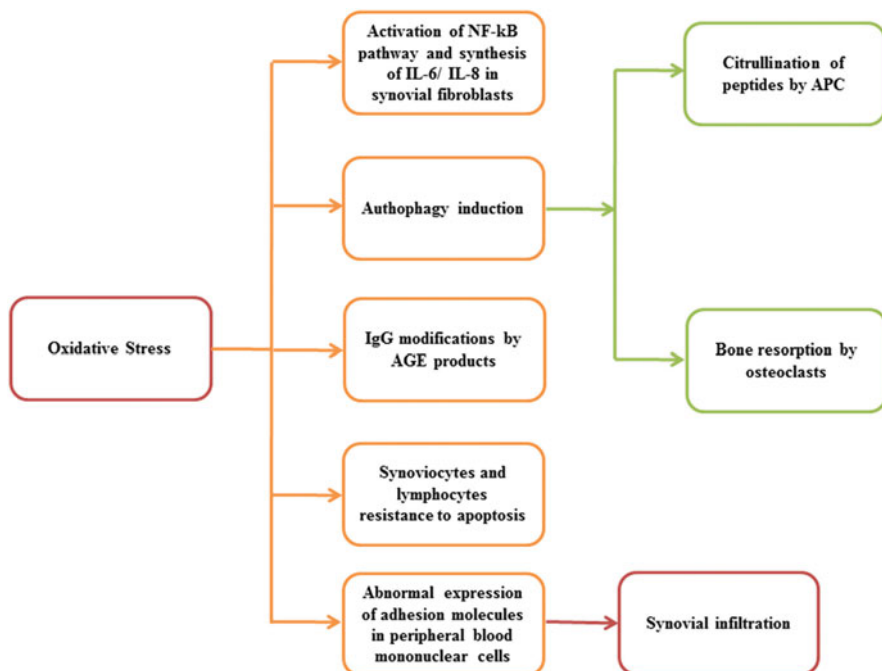 Activation of NF-kB
pathway and synthesis
of IL-6/ IL-8 in
synovial fibroblasts
Citrullination of
peptides by APC
Authophagy induction
Oxidative Stress
IgG modifications by
AGE products
Bone resorption by
osteoclasts
Synoviocytes and
lymphocytes
resistance to apoptosis
Abnormal expression
of adhesion molecules
in peripheral blood
mononuclear cells
Synovial infiltration